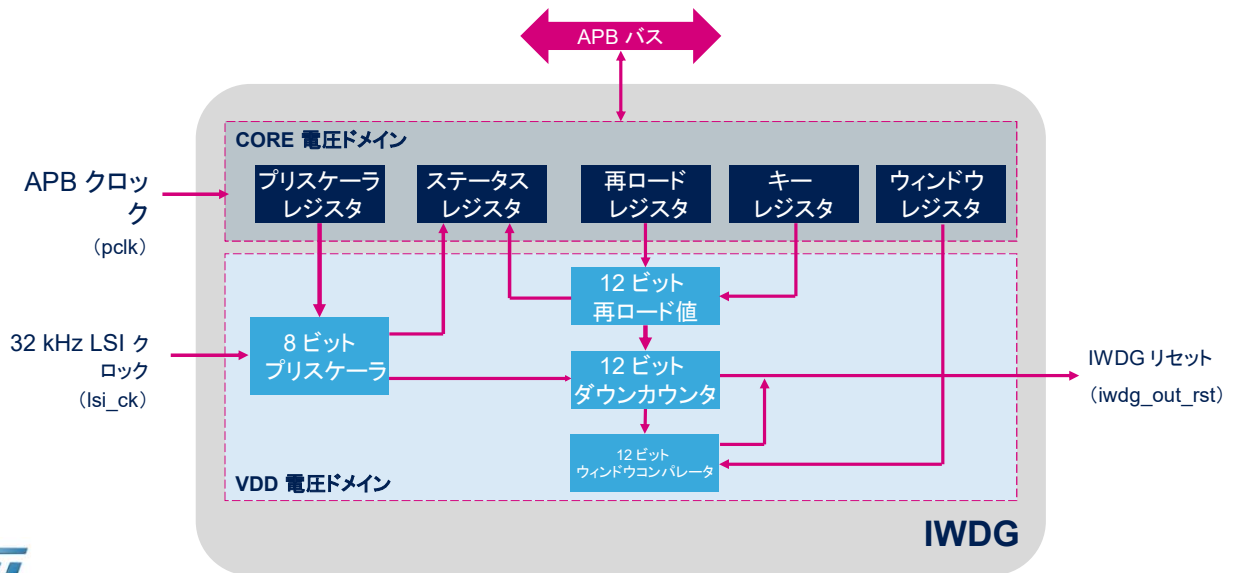 APB バス
CORE 電圧ドメイン
APB クロッ
ク
（pclk）
プリスケーラ
レジスタ
ステータス
レジスタ
再ロード
レジスタ
キー
レジスタ
ウィンドウ
レジスタ
12 ビット
再ロード値
32 kHz LSI ク
ロック
（lsi_ck）
8 ビット
プリスケーラ
12 ビット
ダウンカウンタ
IWDG リセット
（iwdg_out_rst）
12 ビット
ウィンドウコンパレータ
VDD 電圧ドメイン
IWDG